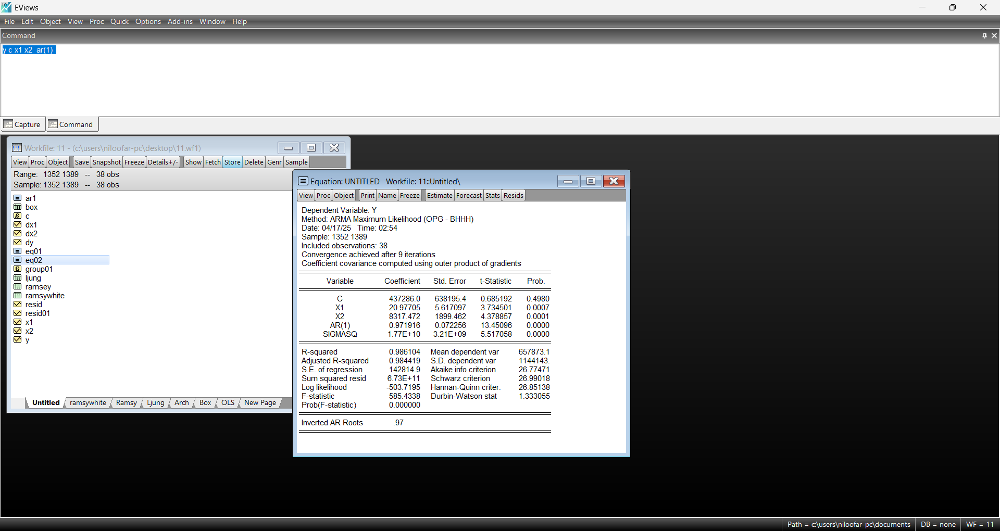 EViews
File Edit Object View Proc Quick Options Add-ins Window Help
Command
y c x1 x2 ar(1)
Capture Command
Workfile: 11 - (c:\users\niloofar-pc\desktop\11.wf1)
View Proc Object Save Snapshot Freeze Details+/- Show Fetch Store Delete Genr Sample
Range: 1352 1389 -- 38 obs
Sample: 1352 1389 -- 38 obs
ar1
box
c
dx1
dx2
dy
eq01
eq02
group01
ljung
ramsey
ramsywhite
resid
resid01
x1
x2
y
Untitled ramsywhite Ramsy Ljung Arch Box OLS New Page
Equation: UNTITLED Workfile: 11::Untitled\
View Proc Object Print Name Freeze Estimate Forecast Stats Resids
Dependent Variable: Y
Method: ARMA Maximum Likelihood (OPG - BHHH)
Date: 04/17/25 Time: 02:54
Sample: 1352 1389
Included observations: 38
Convergence achieved after 9 iterations
Coefficient covariance computed using outer product of gradients
Variable Coefficient Std. Error t-Statistic Prob.
C 437286.0 638195.4 0.685192 0.4980
X1 20.97705 5.617097 3.734501 0.0007
X2 8317.472 1899.462 4.378857 0.0001
AR(1) 0.971916 0.072256 13.45096 0.0000
SIGMASQ 1.77E+10 3.21E+09 5.517058 0.0000
R-squared 0.986104 Mean dependent var 657873.1
Adjusted R-squared 0.984419 S.D. dependent var 1144143.
S.E. of regression 142814.9 Akaike info criterion 26.77471
Sum squared resid 6.73E+11 Schwarz criterion 26.99018
Log likelihood -503.7195 Hannan-Quinn criter. 26.85138
F-statistic 585.4338 Durbin-Watson stat 1.333055
Prob(F-statistic) 0.000000
Inverted AR Roots .97
Path = c:\users\niloofar-pc\documents DB = none WF = 11